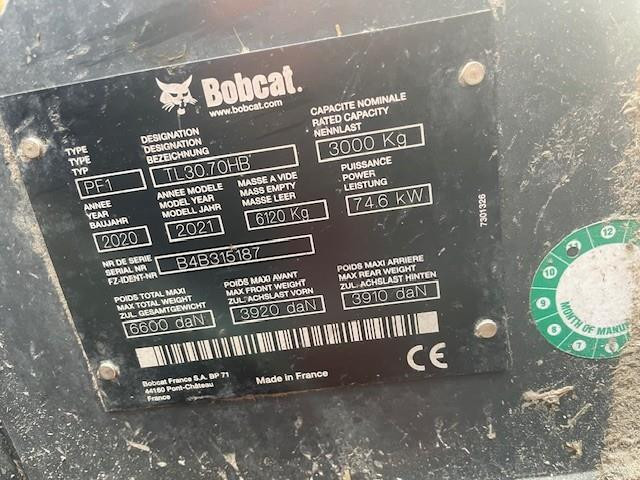 Bobcat.
www.bobcat.com
TYPE
TYPE
TYP
PF1
DESIGNATION
DESIGNATION
BEZEICHNUNG
TL30.70HB
CAPACITE NOMINALE
RATED CAPACITY
NENNLAST
3000 Kg
ANNEE
YEAR
BAUJAHR
2020
ANNEE MODELE
MODEL YEAR
MODELL JAHR
2021
MASSE A VIDE
MASS EMPTY
MASSE LEER
6120 Kg
PUISSANCE
POWER
LEISTUNG
74.6 kW
NR DE SERIE
SERIAL NR
FZ-IDENT-NR
B4B315187
POIDS TOTAL MAXI
MAX TOTAL WEIGHT
ZUL. GESAMTGEWICHT
6600 daN
POIDS MAXI AVANT
MAX FRONT WEIGHT
ZUL. ACHSLAST VORN
3920 daN
POIDS MAXI ARRIERE
MAX REAR WEIGHT
ZUL. ACHSLAST HINTEN
3910 daN
7301326
Bobcat France S.A. BP 71
44160 Pont-Château
France
Made in France
CE
12
10
9
8
7
MONTH OF MANU